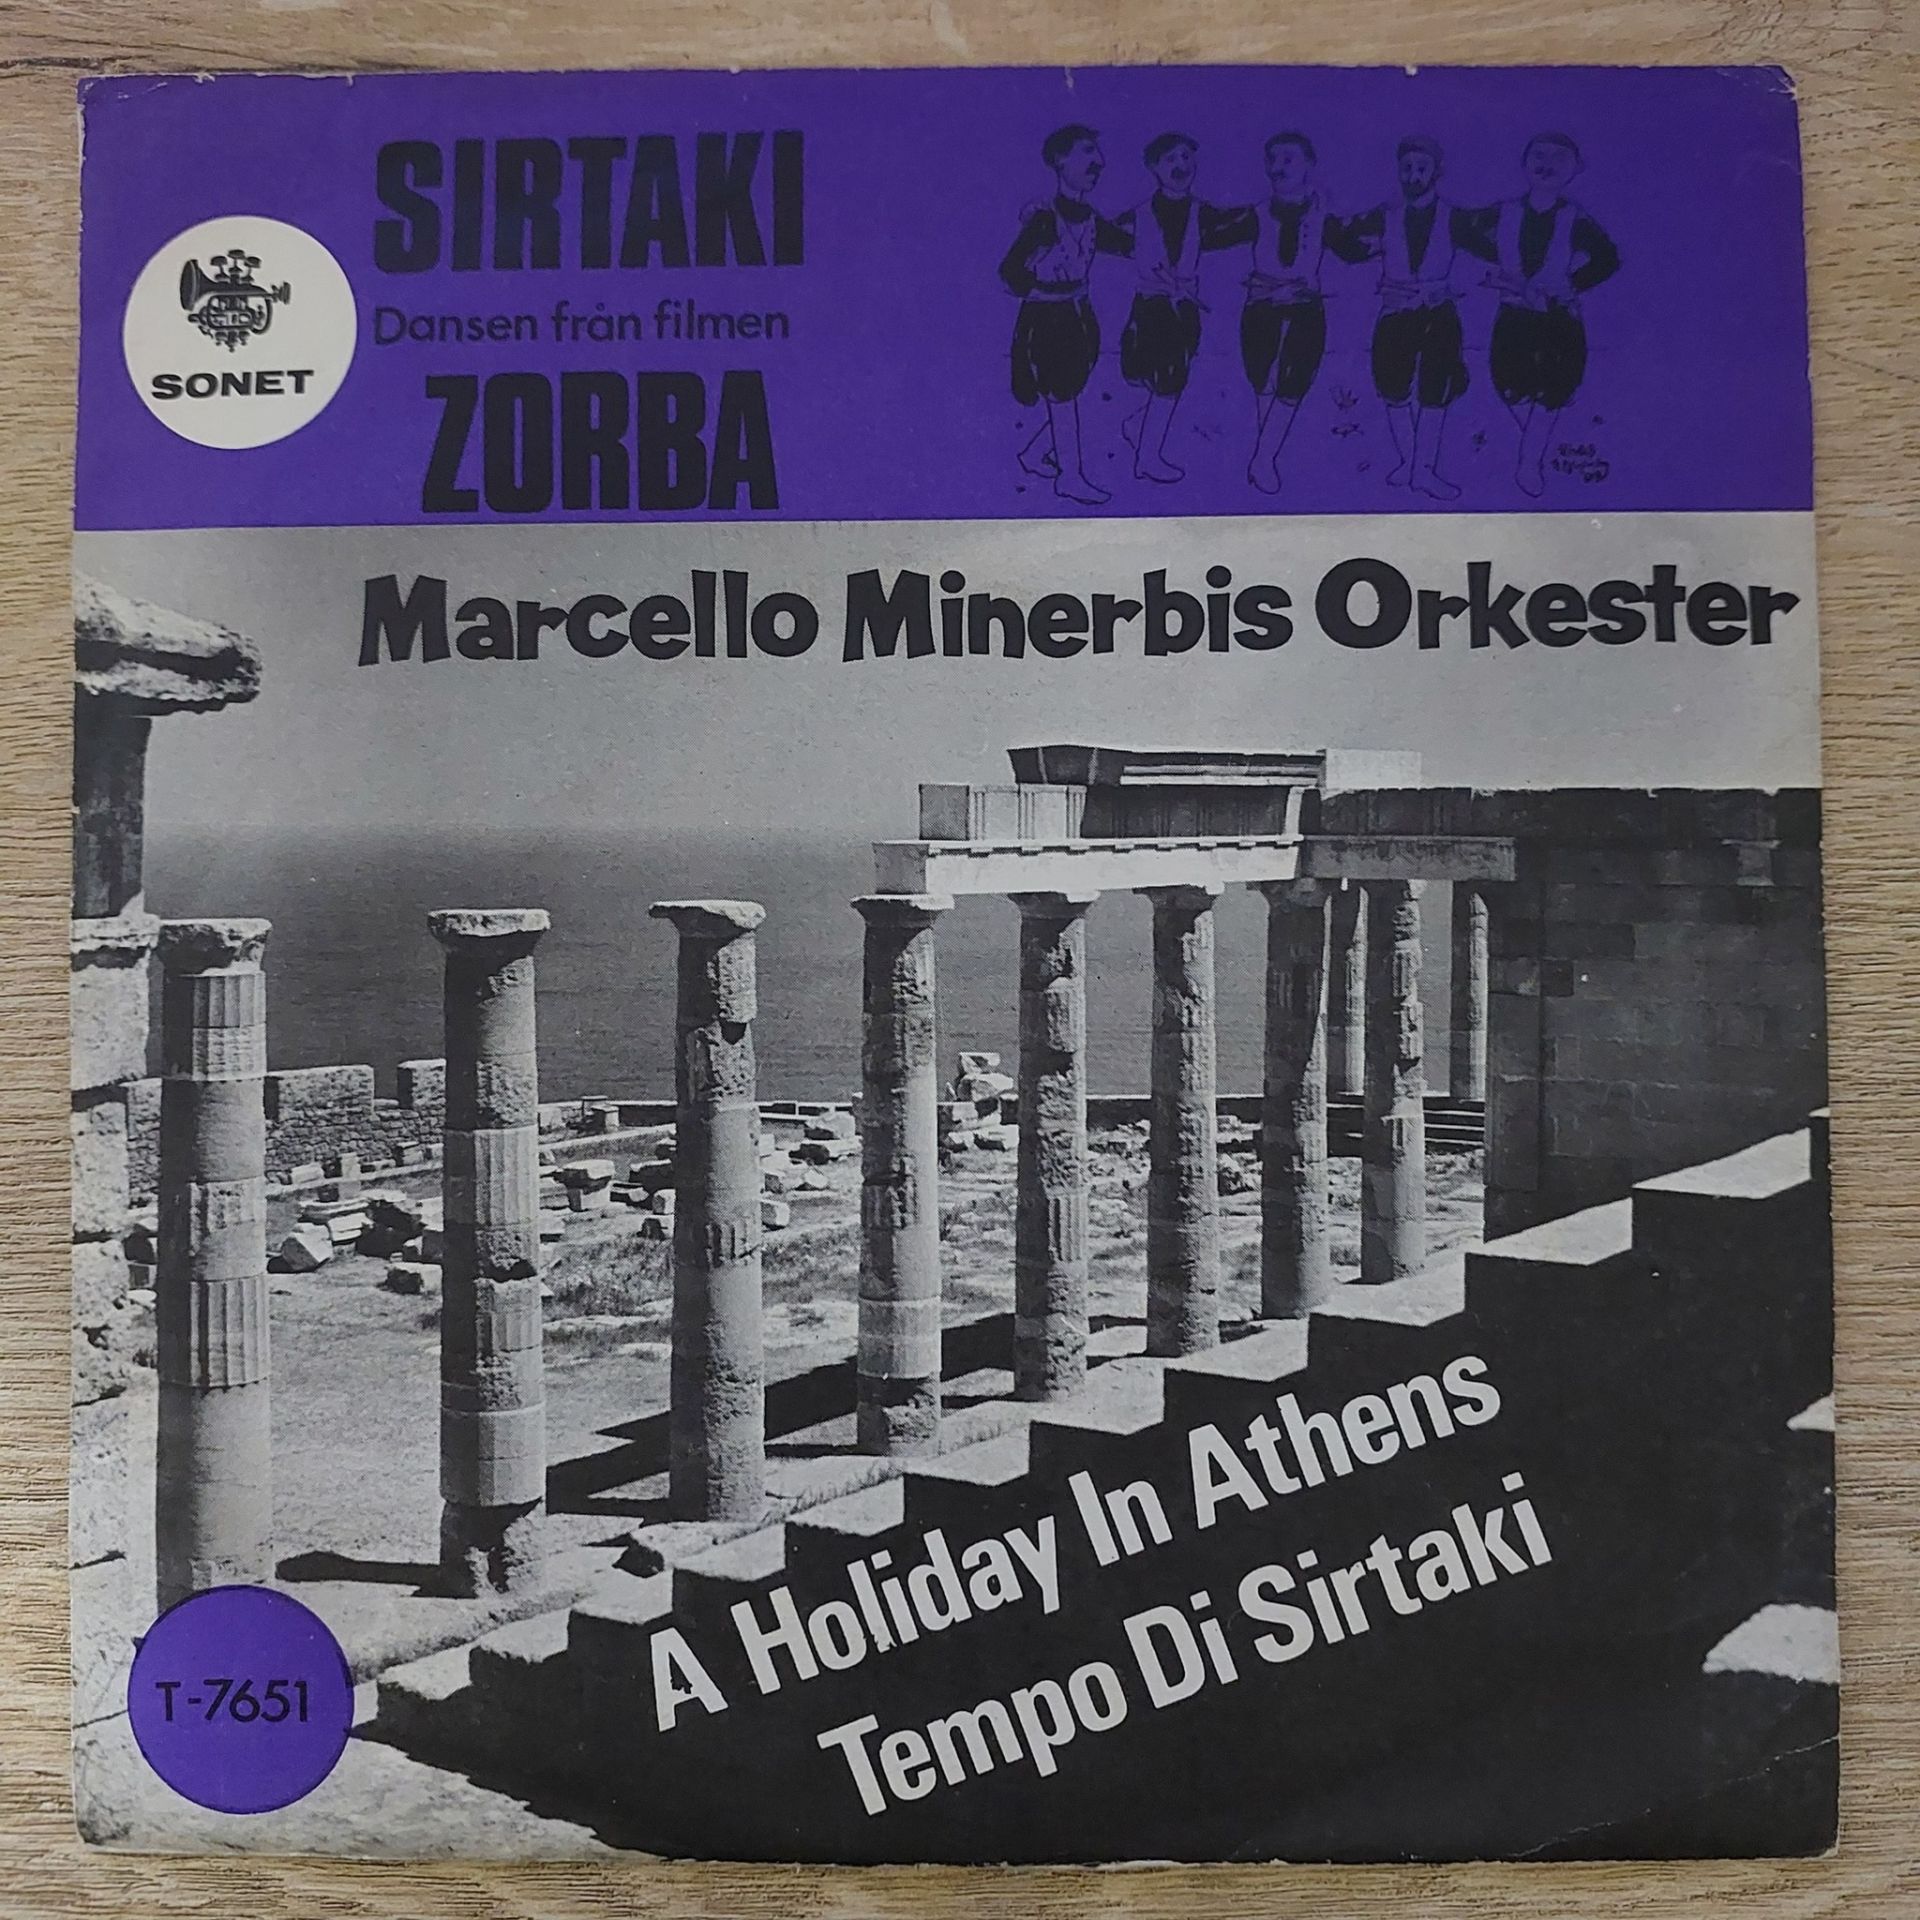 SIRTAKI
Dansen från filmen
ZORBA
SONET
Marcello Minerbis Orkester
A Holiday In Athens
Tempo Di Sirtaki
T-7651